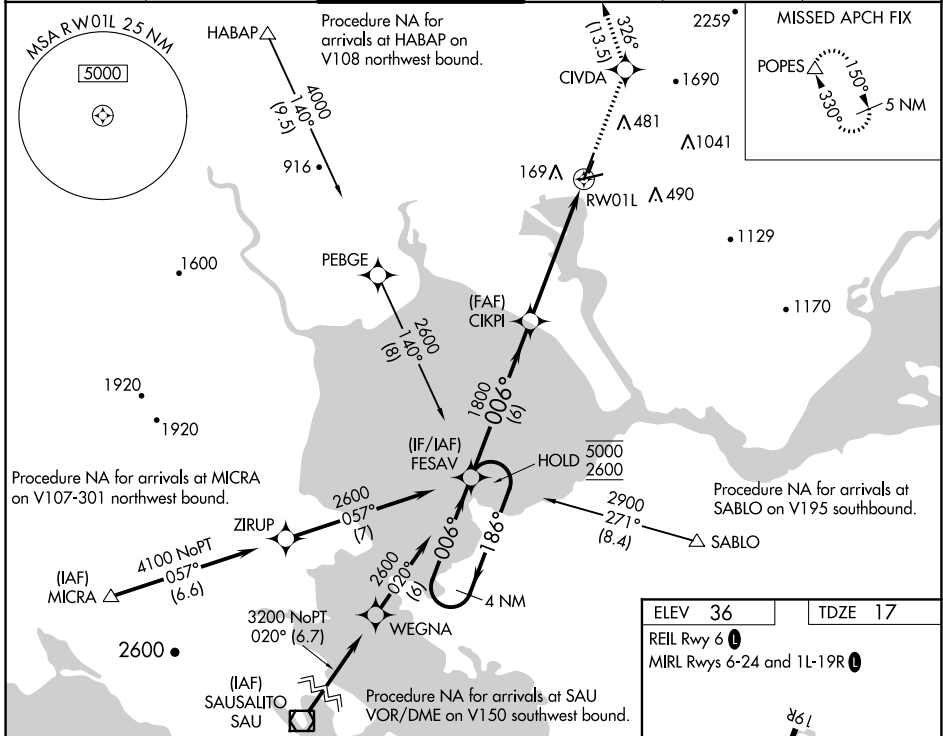 MSA RW01L 25 NM
5000
HABAP
Procedure NA for
arrivals at HABAP on
V108 northwest bound.
4000
140°
(9.5)
916
326°
(13.5)
CIVDA
2259
1690
481
1041
MISSED APCH FIX
POPES
150°
330°
5 NM
169
RW01L
490
1129
1170
1600
PEBGE
2600
140°
(8)
(FAF)
CIKPI
1800
006°
(6)
1920
1920
(IF/IAF)
FESAV
HOLD
5000
2600
Procedure NA for arrivals at MICRA
on V107-301 northwest bound.
Procedure NA for arrivals at
SABLO on V195 southbound.
2900
271°
(8.4)
SABLO
ZIRUP
2600
057°
(7)
4100 NoPT
057°
(6.6)
(IAF)
MICRA
006°
186°
4 NM
2600
020°
(6)
WEGNA
3200 NoPT
020° (6.7)
2600
(IAF)
SAUSALITO
SAU
Procedure NA for arrivals at SAU
VOR/DME on V150 southwest bound.
ELEV 36
TDZE 17
REIL Rwy 6 L
MIRL Rwys 6-24 and 1L-19R L
19R